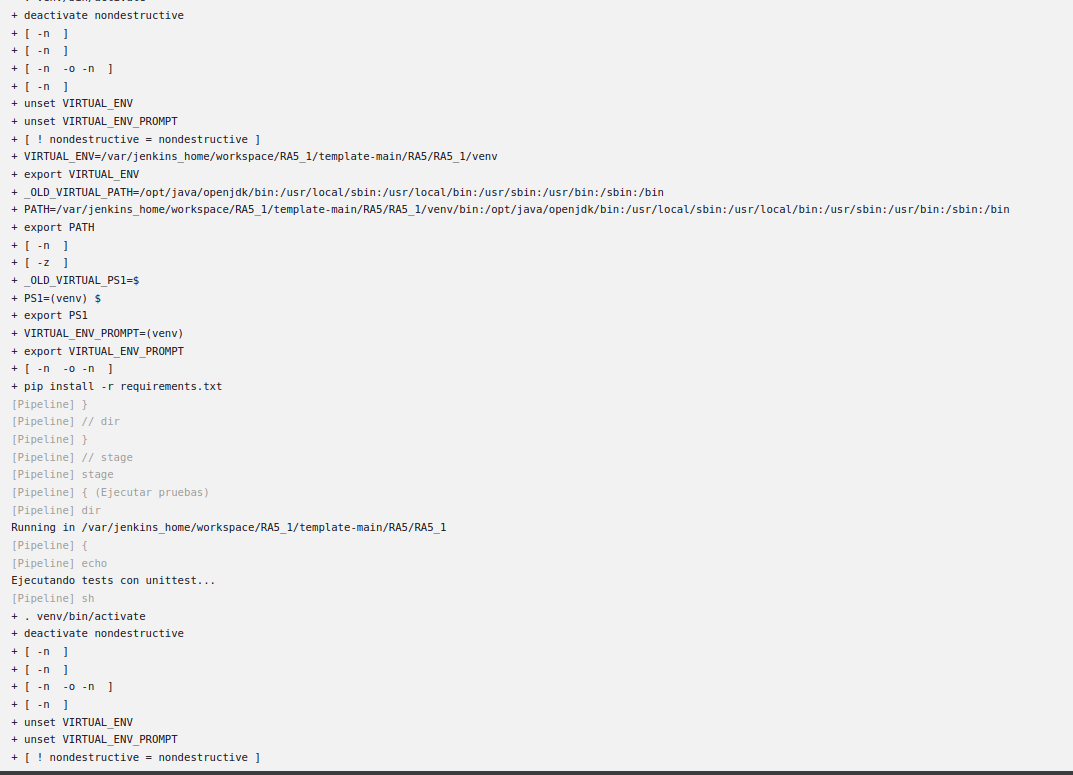 + deactivate nondestructive
+ [ -n  ]
+ [ -n  ]
+ [ -n  -o -n  ]
+ [ -n  ]
+ unset VIRTUAL_ENV
+ unset VIRTUAL_ENV_PROMPT
+ [ ! nondestructive = nondestructive ]
+ VIRTUAL_ENV=/var/jenkins_home/workspace/RA5_1/template-main/RA5/RA5_1/venv
+ export VIRTUAL_ENV
+ _OLD_VIRTUAL_PATH=/opt/java/openjdk/bin:/usr/local/sbin:/usr/local/bin:/usr/sbin:/usr/bin:/sbin:/bin
+ PATH=/var/jenkins_home/workspace/RA5_1/template-main/RA5/RA5_1/venv/bin:/opt/java/openjdk/bin:/usr/local/sbin:/usr/local/bin:/usr/sbin:/usr/bin:/sbin:/bin
+ export PATH
+ [ -n  ]
+ [ -z  ]
+ _OLD_VIRTUAL_PS1=$
+ PS1=(venv) $
+ export PS1
+ VIRTUAL_ENV_PROMPT=(venv)
+ export VIRTUAL_ENV_PROMPT
+ [ -n  -o -n  ]
+ pip install -r requirements.txt
[Pipeline] }
[Pipeline] // dir
[Pipeline] }
[Pipeline] // stage
[Pipeline] stage
[Pipeline] { (Ejecutar pruebas)
[Pipeline] dir
Running in /var/jenkins_home/workspace/RA5_1/template-main/RA5/RA5_1
[Pipeline] {
[Pipeline] echo
Ejecutando tests con unittest...
[Pipeline] sh
+ . venv/bin/activate
+ deactivate nondestructive
+ [ -n  ]
+ [ -n  ]
+ [ -n  -o -n  ]
+ [ -n  ]
+ unset VIRTUAL_ENV
+ unset VIRTUAL_ENV_PROMPT
+ [ ! nondestructive = nondestructive ]